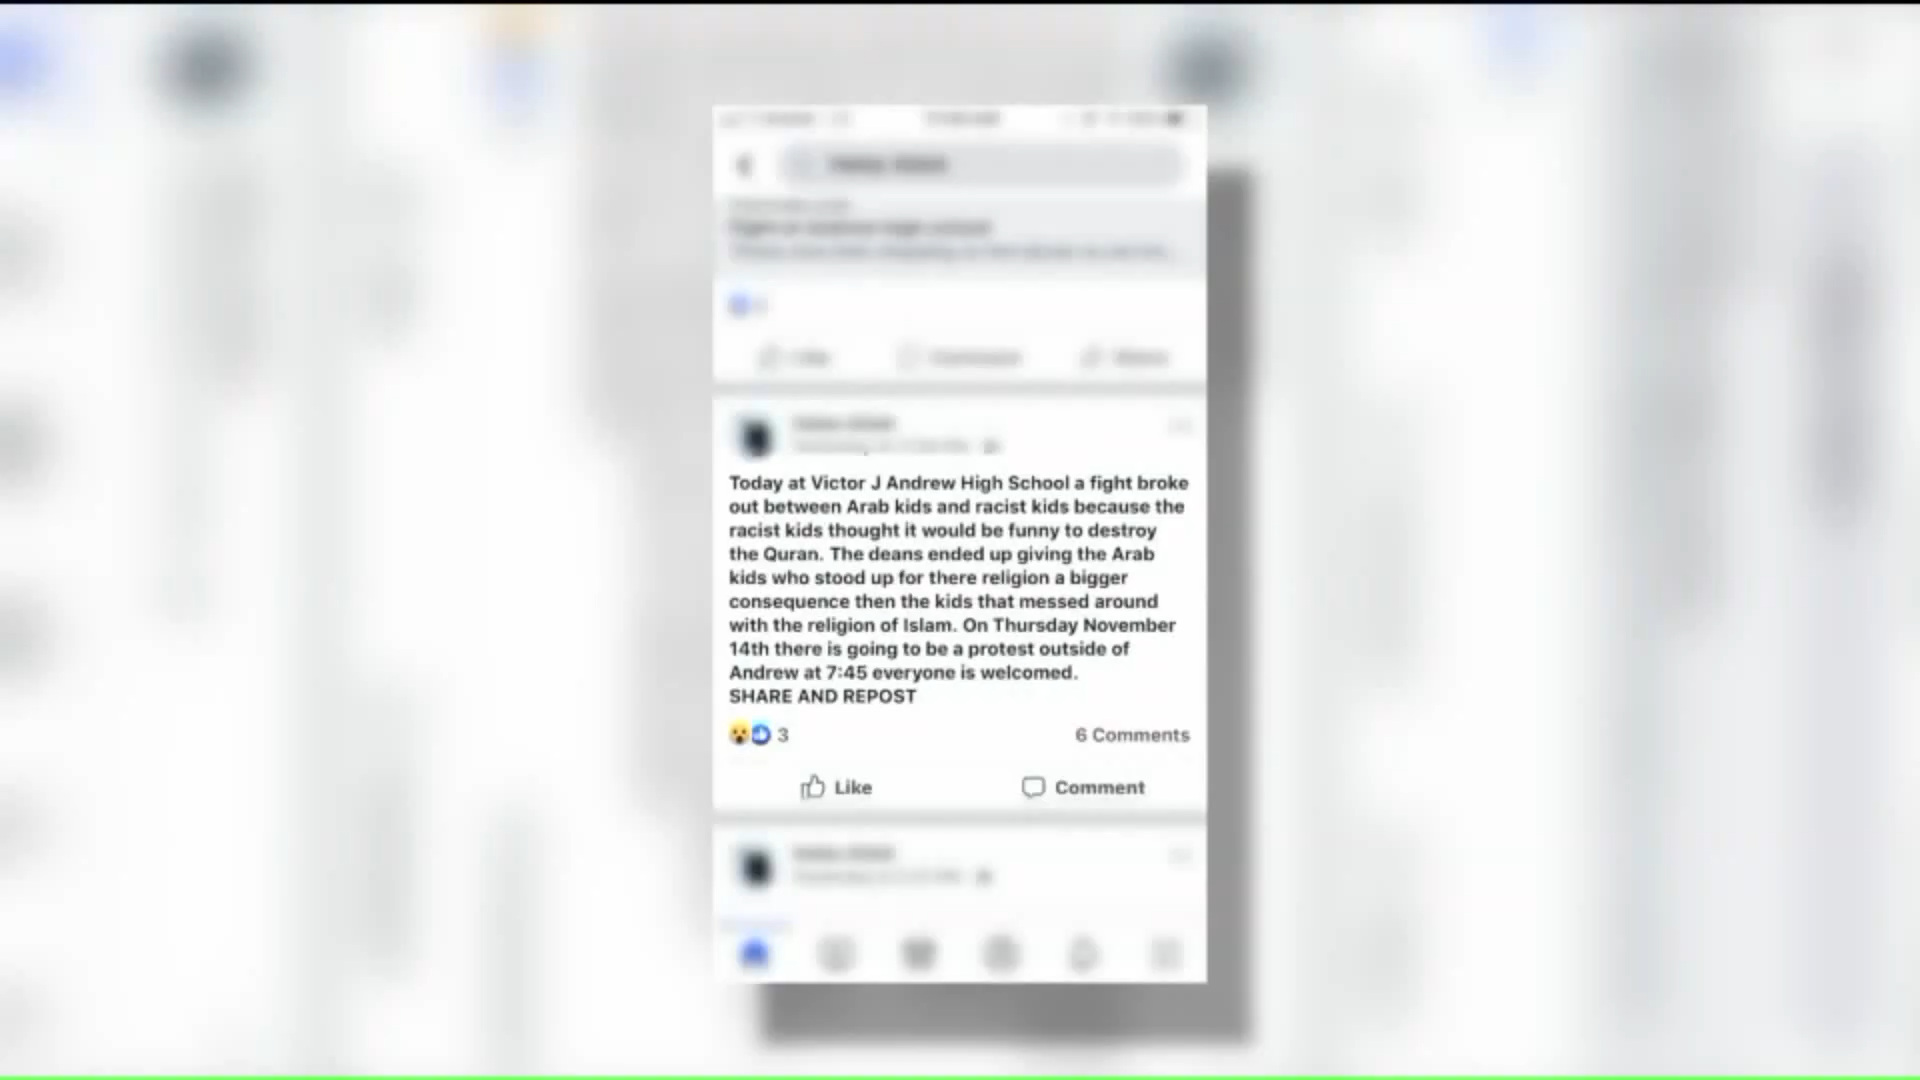 Today at Victor J Andrew High School a fight broke
out between Arab kids and racist kids because the
racist kids thought it would be funny to destroy
the Quran. The deans ended up giving the Arab
kids who stood up for there religion a bigger
consequence then the kids that messed around
with the religion of Islam. On Thursday November
14th there is going to be a protest outside of
Andrew at 7:45 everyone is welcomed.
SHARE AND REPOST
3 6 Comments
Like Comment